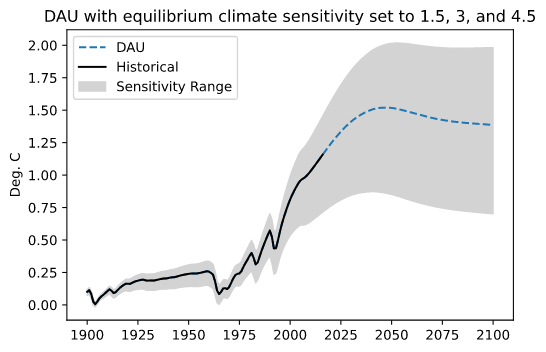 DAU with equilibrium climate sensitivity set to 1.5, 3, and 4.5
DAU
Historical
Sensitivity Range
Deg. C
2.00
1.75
1.50
1.25
1.00
0.75
0.50
0.25
0.00
1900 1925 1950 1975 2000 2025 2050 2075 2100